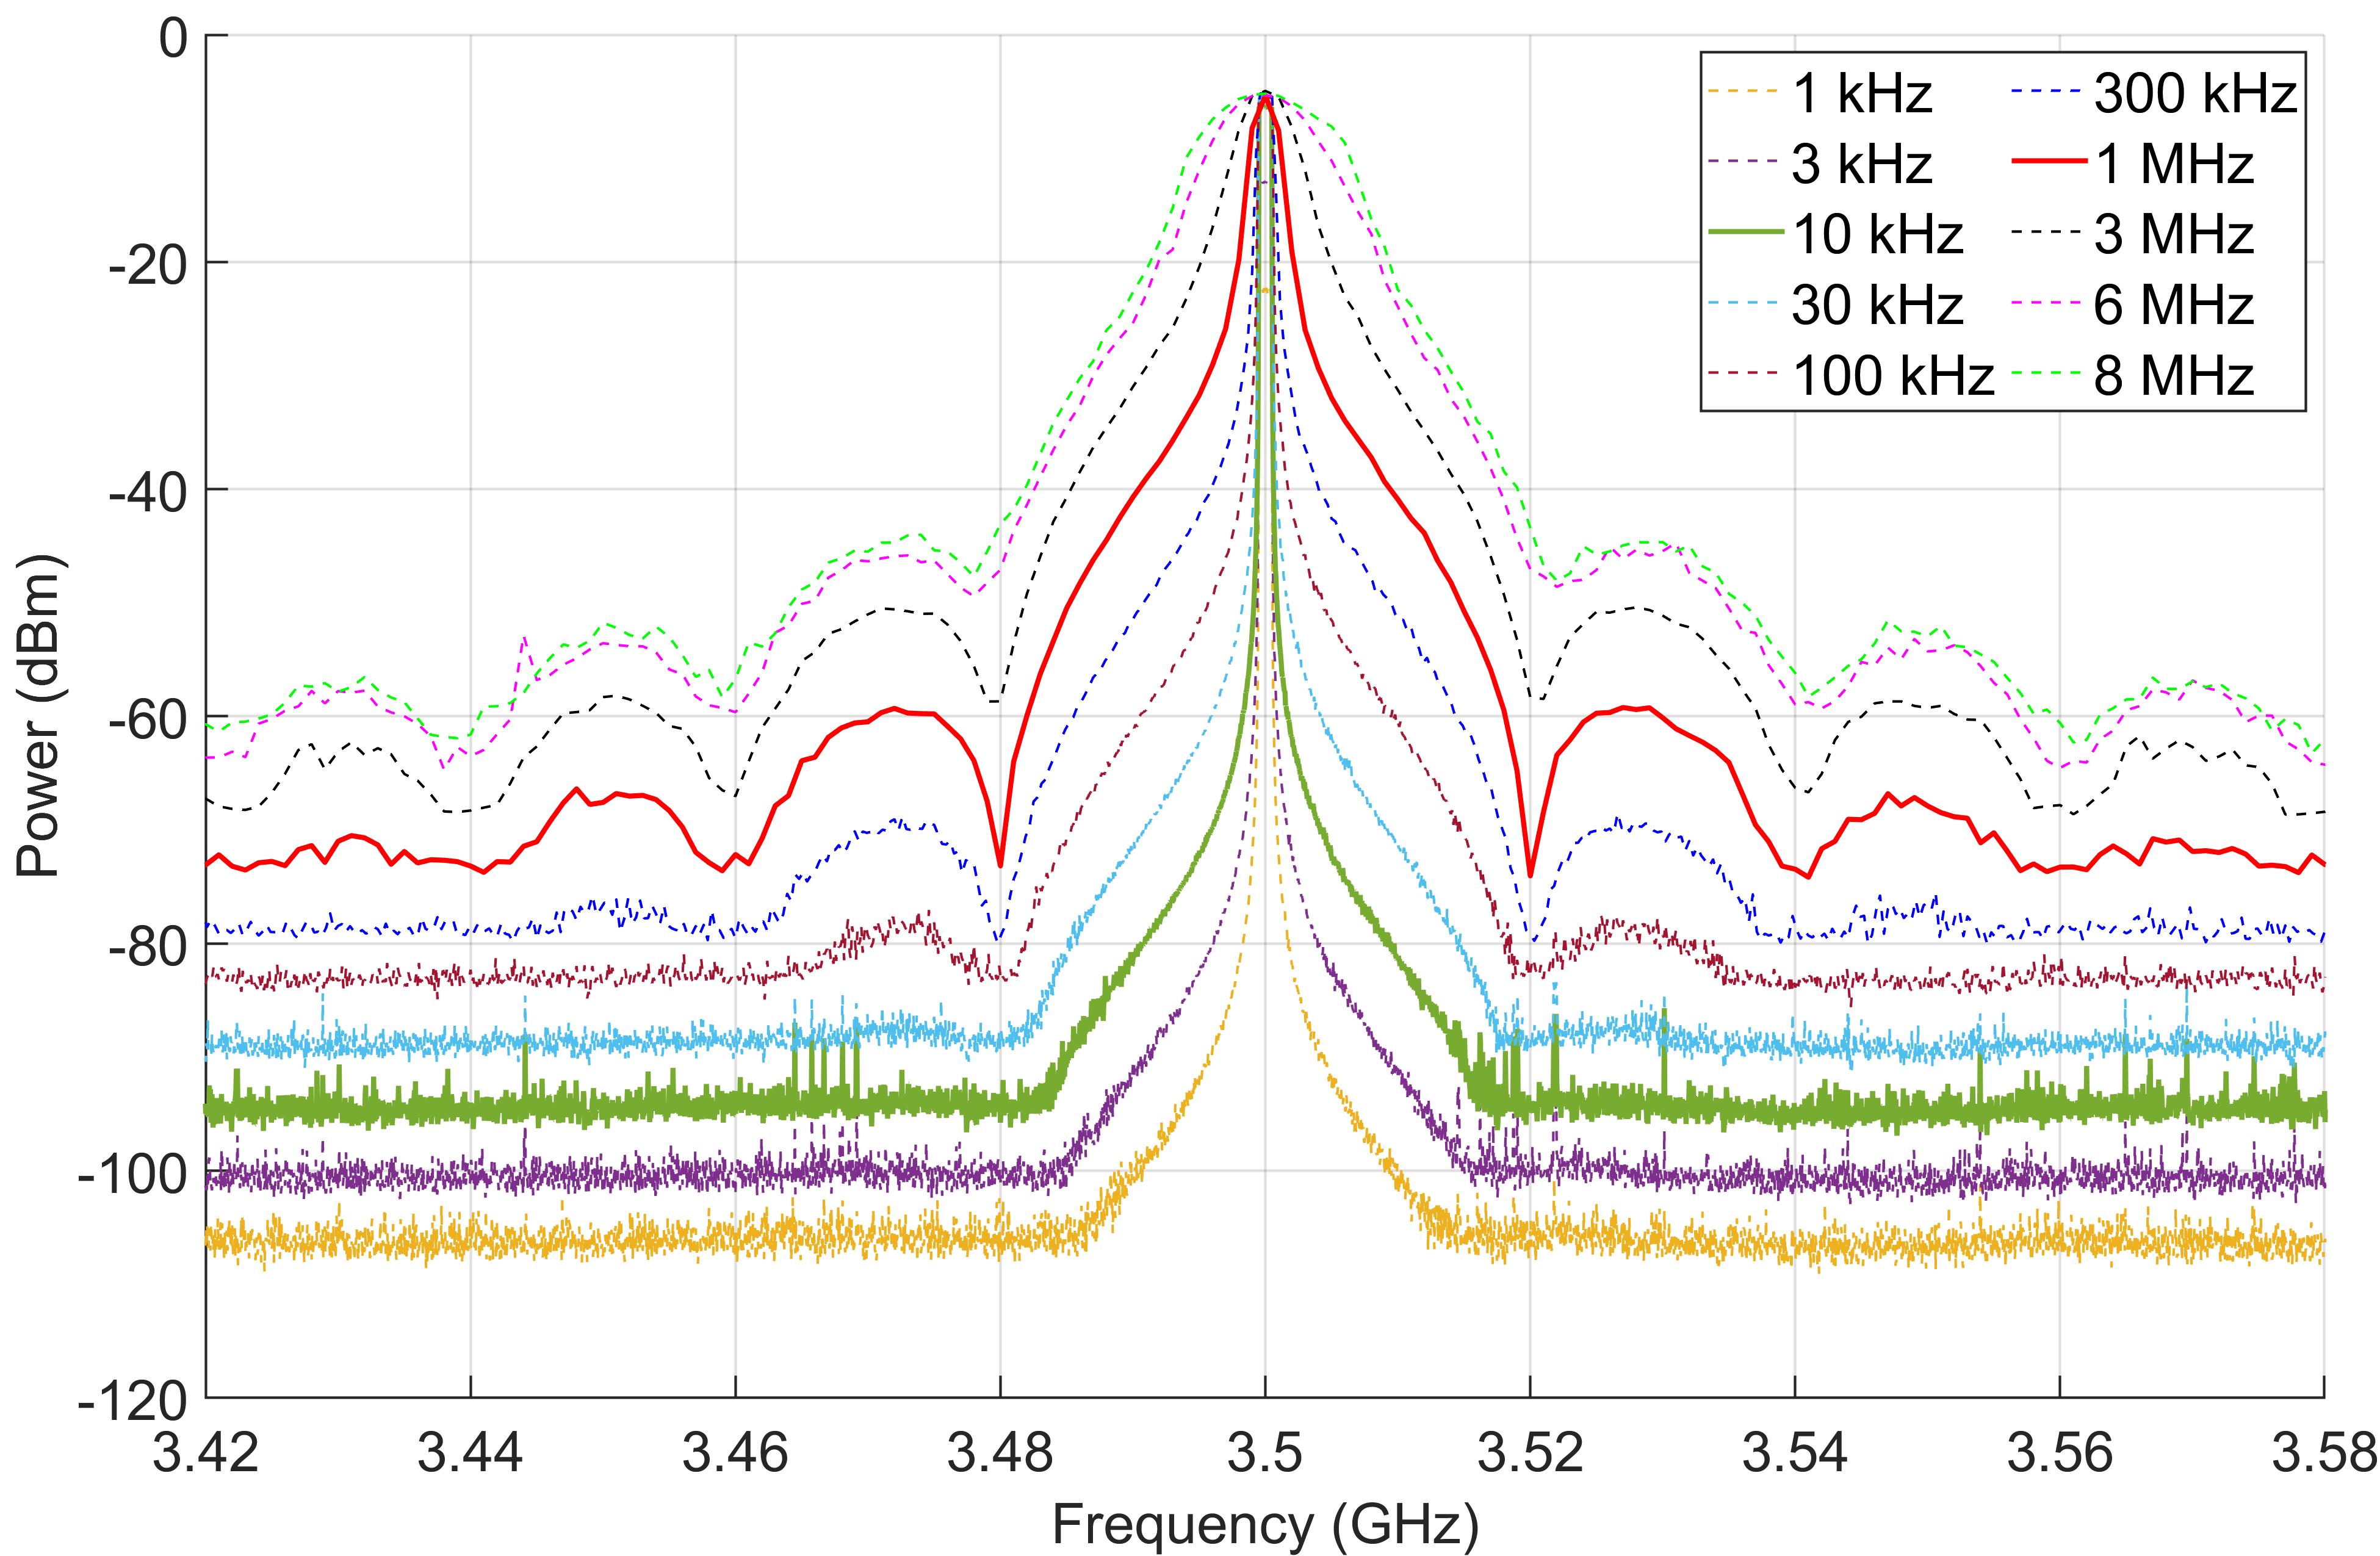 0
-20
-40
-60
-80
-100
-120
Power (dBm)
1 kHz
3 kHz
10 kHz
30 kHz
100 kHz
300 kHz
1 MHz
3 MHz
6 MHz
8 MHz
3.42
3.44
3.46
3.48
3.5
3.52
3.54
3.56
3.58
Frequency (GHz)